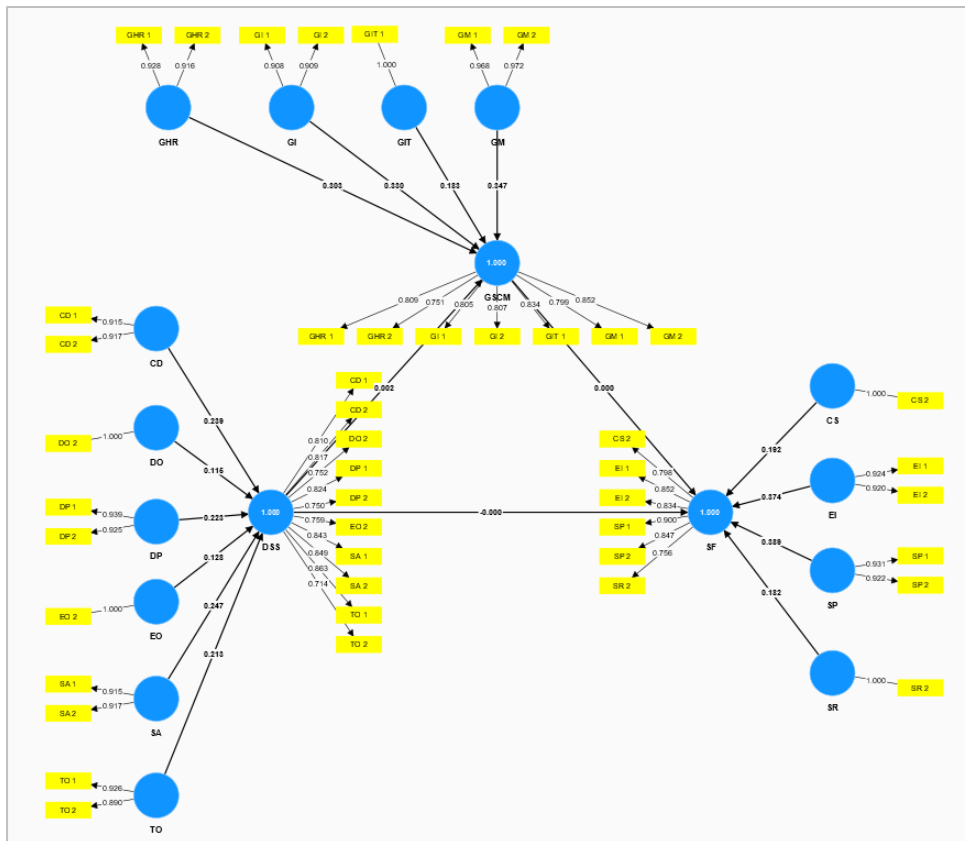 GHR 1
GHR 2
GI 1
GI 2
GIT 1
GM 1
GM 2
0.928
0.916
0.908
0.909
1.000
0.968
0.972
GHR
GI
GIT
GM
0.303
0.330
0.183
0.347
1.000
GSCM
0.809
0.751
0.805
0.807
0.834
0.799
0.852
GHR 1
GHR 2
GI 1
GI 2
GIT 1
GM 1
GM 2
CD 1
0.915
CD 2
0.917
CD
0.239
DO 2
1.000
DO
0.116
DP 1
0.939
DP 2
0.925
DP
0.223
EO 2
1.000
EO
0.128
SA 1
0.915
SA 2
0.917
SA
0.247
TO 1
0.926
TO 2
0.890
TO
0.213
1.000
DSS
0.002
0.810
0.817
0.752
0.824
0.750
0.759
0.843
0.849
0.863
0.714
CD 1
CD 2
DO 2
DP 1
DP 2
EO 2
SA 1
SA 2
TO 1
TO 2
-0.000
0.000
CS 2
EI 1
EI 2
SP 1
SP 2
SR 2
0.798
0.852
0.834
0.900
0.847
0.756
1.000
SF
0.192
0.374
0.389
0.182
CS
1.000
CS 2
EI
0.924
EI 1
0.920
EI 2
SP
0.931
SP 1
0.922
SP 2
SR
1.000
SR 2